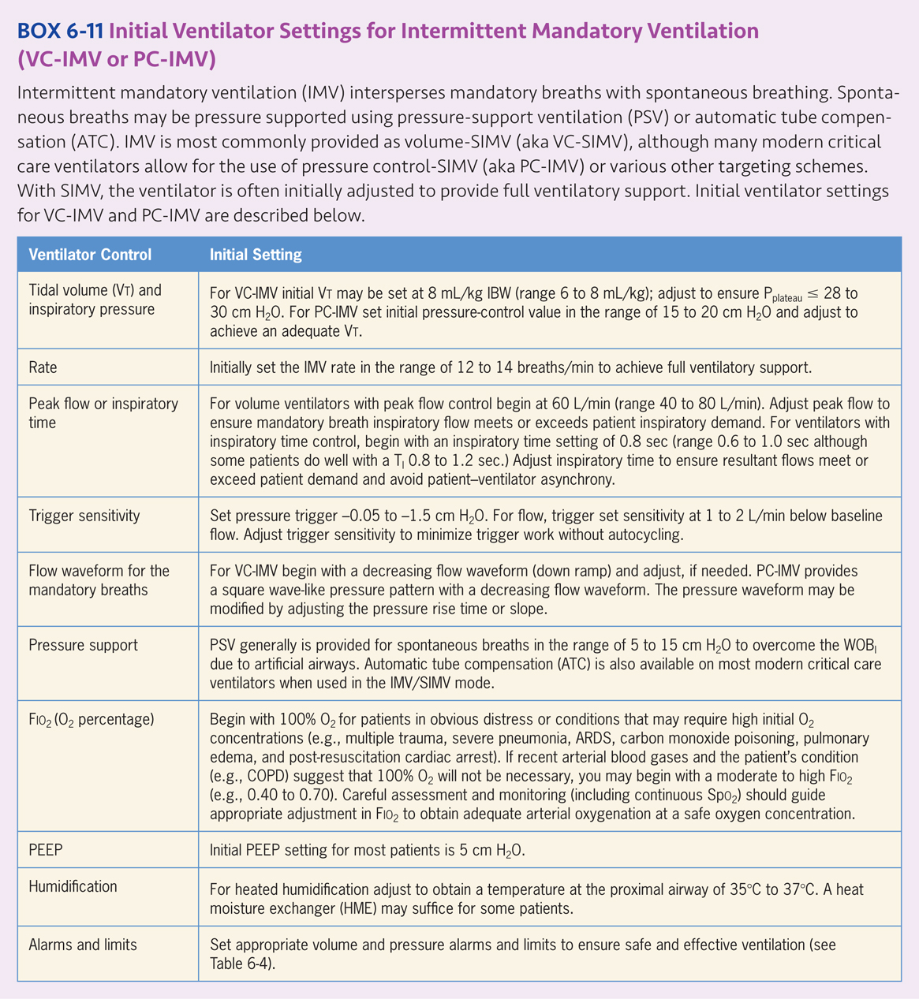 BOX 6-11 Initial Ventilator Settings for Intermittent Mandatory Ventilation
(VC-IMV or PC-IMV)
Intermittent mandatory ventilation (IMV) intersperses mandatory breaths with spontaneous breathing. Sponta-
neous breaths may be pressure supported using pressure-support ventilation (PSV) or automatic tube compen-
sation (ATC). IMV is most commonly provided as volume-SIMV (aka VC-SIMV), although many modern critical
care ventilators allow for the use of pressure control-SIMV (aka PC-IMV) or various other targeting schemes.
With SIMV, the ventilator is often initially adjusted to provide full ventilatory support. Initial ventilator settings
for VC-IMV and PC-IMV are described below.
Ventilator Control
Initial Setting
Tidal volume (VT) and
inspiratory pressure
For VC-IMV initial VT may be set at 8 mL/kg IBW (range 6 to 8 mL/kg); adjust to ensure Pplateau ≤ 28 to
30 cm H2O. For PC-IMV set initial pressure-control value in the range of 15 to 20 cm H2O and adjust to
achieve an adequate VT.
Rate
Initially set the IMV rate in the range of 12 to 14 breaths/min to achieve full ventilatory support.
Peak flow or inspiratory
time
For volume ventilators with peak flow control begin at 60 L/min (range 40 to 80 L/min). Adjust peak flow to
ensure mandatory breath inspiratory flow meets or exceeds patient inspiratory demand. For ventilators with
inspiratory time control, begin with an inspiratory time setting of 0.8 sec (range 0.6 to 1.0 sec although
some patients do well with a TI 0.8 to 1.2 sec.) Adjust inspiratory time to ensure resultant flows meet or
exceed patient demand and avoid patient–ventilator asynchrony.
Trigger sensitivity
Set pressure trigger –0.05 to –1.5 cm H2O. For flow, trigger set sensitivity at 1 to 2 L/min below baseline
flow. Adjust trigger sensitivity to minimize trigger work without autocycling.
Flow waveform for the
mandatory breaths
For VC-IMV begin with a decreasing flow waveform (down ramp) and adjust, if needed. PC-IMV provides
a square wave-like pressure pattern with a decreasing flow waveform. The pressure waveform may be
modified by adjusting the pressure rise time or slope.
Pressure support
PSV generally is provided for spontaneous breaths in the range of 5 to 15 cm H2O to overcome the WOBI
due to artificial airways. Automatic tube compensation (ATC) is also available on most modern critical care
ventilators when used in the IMV/SIMV mode.
FIO2 (O2 percentage)
Begin with 100% O2 for patients in obvious distress or conditions that may require high initial O2
concentrations (e.g., multiple trauma, severe pneumonia, ARDS, carbon monoxide poisoning, pulmonary
edema, and post-resuscitation cardiac arrest). If recent arterial blood gases and the patient's condition
(e.g., COPD) suggest that 100% O2 will not be necessary, you may begin with a moderate to high FIO2
(e.g., 0.40 to 0.70). Careful assessment and monitoring (including continuous SpO2) should guide
appropriate adjustment in FIO2 to obtain adequate arterial oxygenation at a safe oxygen concentration.
PEEP
Initial PEEP setting for most patients is 5 cm H2O.
Humidification
For heated humidification adjust to obtain a temperature at the proximal airway of 35°C to 37°C. A heat
moisture exchanger (HME) may suffice for some patients.
Alarms and limits
Set appropriate volume and pressure alarms and limits to ensure safe and effective ventilation (see
Table 6-4).